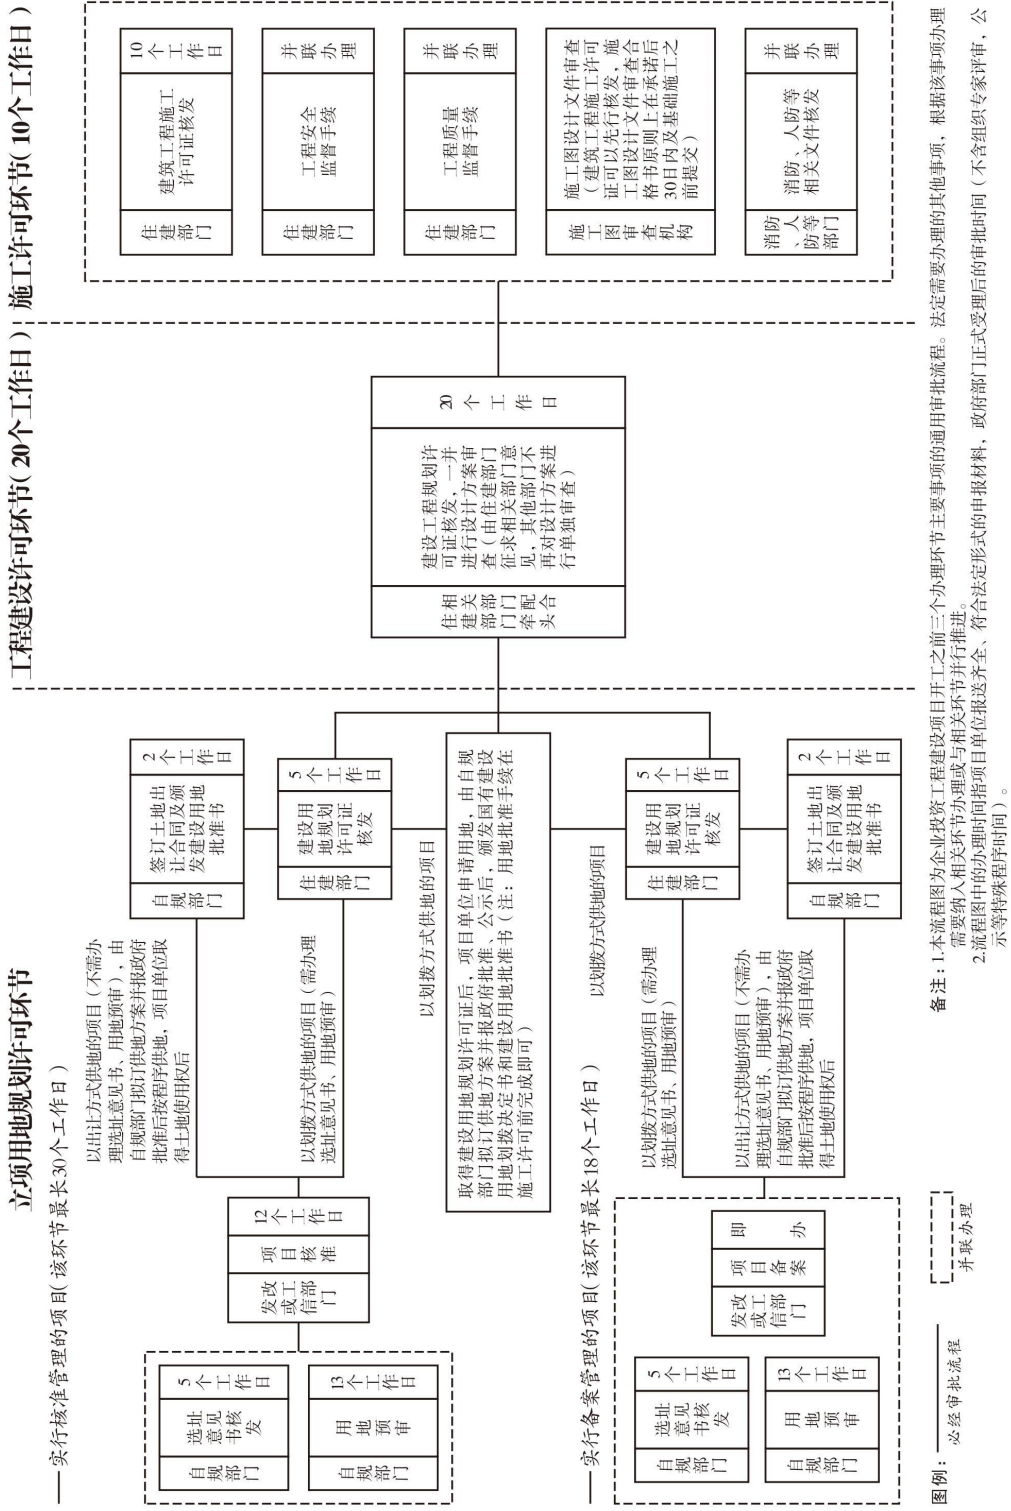 立项用地规划许可环节
工程建设许可环节(20个工作日)
施工许可环节(10个工作日)
——实行核准管理的项目(该环节最长30个工作日)
自规部门
选址意见书核发
5个工作日
自规部门
用地预审
13个工作日
发改或工信部门
项目核准
12个工作日
以出让方式供地的项目(不需办
理选址意见书、用地预审),由
自规部门拟订供地方案并报政府
批准后按程序供地,项目单位取
得土地使用权后
以划拨方式供地的项目(需办理
选址意见书、用地预审)
自规部门
签订土地出
让合同及颁
发建设用地
批准书
2个工作日
住建部门
建设用
地规划
许可证
核发
5个工作日
以划拨方式供地的项目
取得建设用地规划许可证后,项目单位申请用地,由自规
部门拟订供地方案并报政府批准、公示后,颁发国有建设
用地划拨决定书和建设用地批准书(注:用地批准手续在
施工许可前完成即可)
以划拨方式供地的项目
——实行备案管理的项目(该环节最长18个工作日)
自规部门
选址意见书核发
5个工作日
自规部门
用地预审
13个工作日
发改或工信部门
项目备案
即办
以划拨方式供地的项目(需办理
选址意见书、用地预审)
以出让方式供地的项目(不需办
理选址意见书、用地预审),由
自规部门拟订供地方案并报政府
批准后按程序供地,项目单位取
得土地使用权后
住建部门
建设用
地规划
许可证
核发
5个工作日
自规部门
签订土地出
让合同及颁
发建设用地
批准书
2个工作日
住建部门牵头
相关部门配合
建设工程规划许
可证核发,一并
进行设计方案审
查(由住建部门
征求相关部门意
见,其他部门不
再对设计方案进
行单独审查)
20个工作日
住建部门
建筑工程施工
许可证核发
10个工作日
住建部门
工程安全
监督手续
并联办理
住建部门
工程质量
监督手续
并联办理
施工图审查机构
施工图设计文件审查
(建筑工程施工许可
证可以先行核发,施
工图设计文件审查合
格书原则上在承诺后
30日内及基础施工之
前提交)
消防、人防等部门
消防、人防等
相关文件核发
并联办理
图例:
必经审批流程
并联办理
备注:1.本流程图为企业投资工程建设项目开工之前三个办理环节主要事项的通用审批流程。法定需要办理的其他事项,根据该事项办理
需要纳入相关环节办理或与相关环节并行推进。
2.流程图中的办理时间指项目单位报送齐全、符合法定形式的申报材料,政府部门正式受理后的审批时间(不含组织专家评审,公
示等特殊程序时间)。